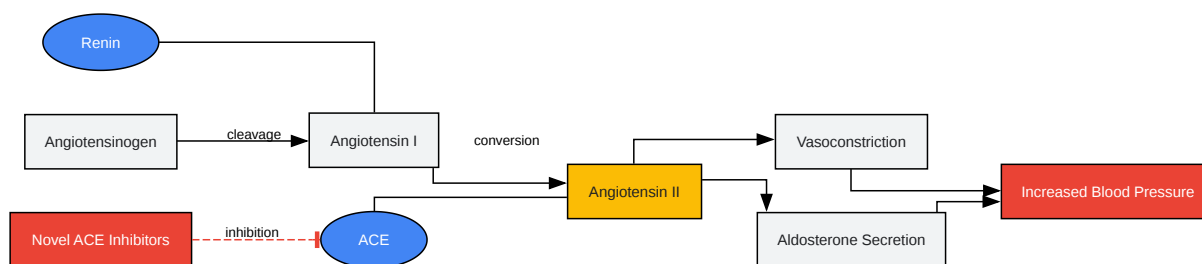 Renin
Angiotensinogen
cleavage
Angiotensin I
conversion
Vasoconstriction
Angiotensin II
Increased Blood Pressure
Novel ACE Inhibitors
inhibition
ACE
Aldosterone Secretion